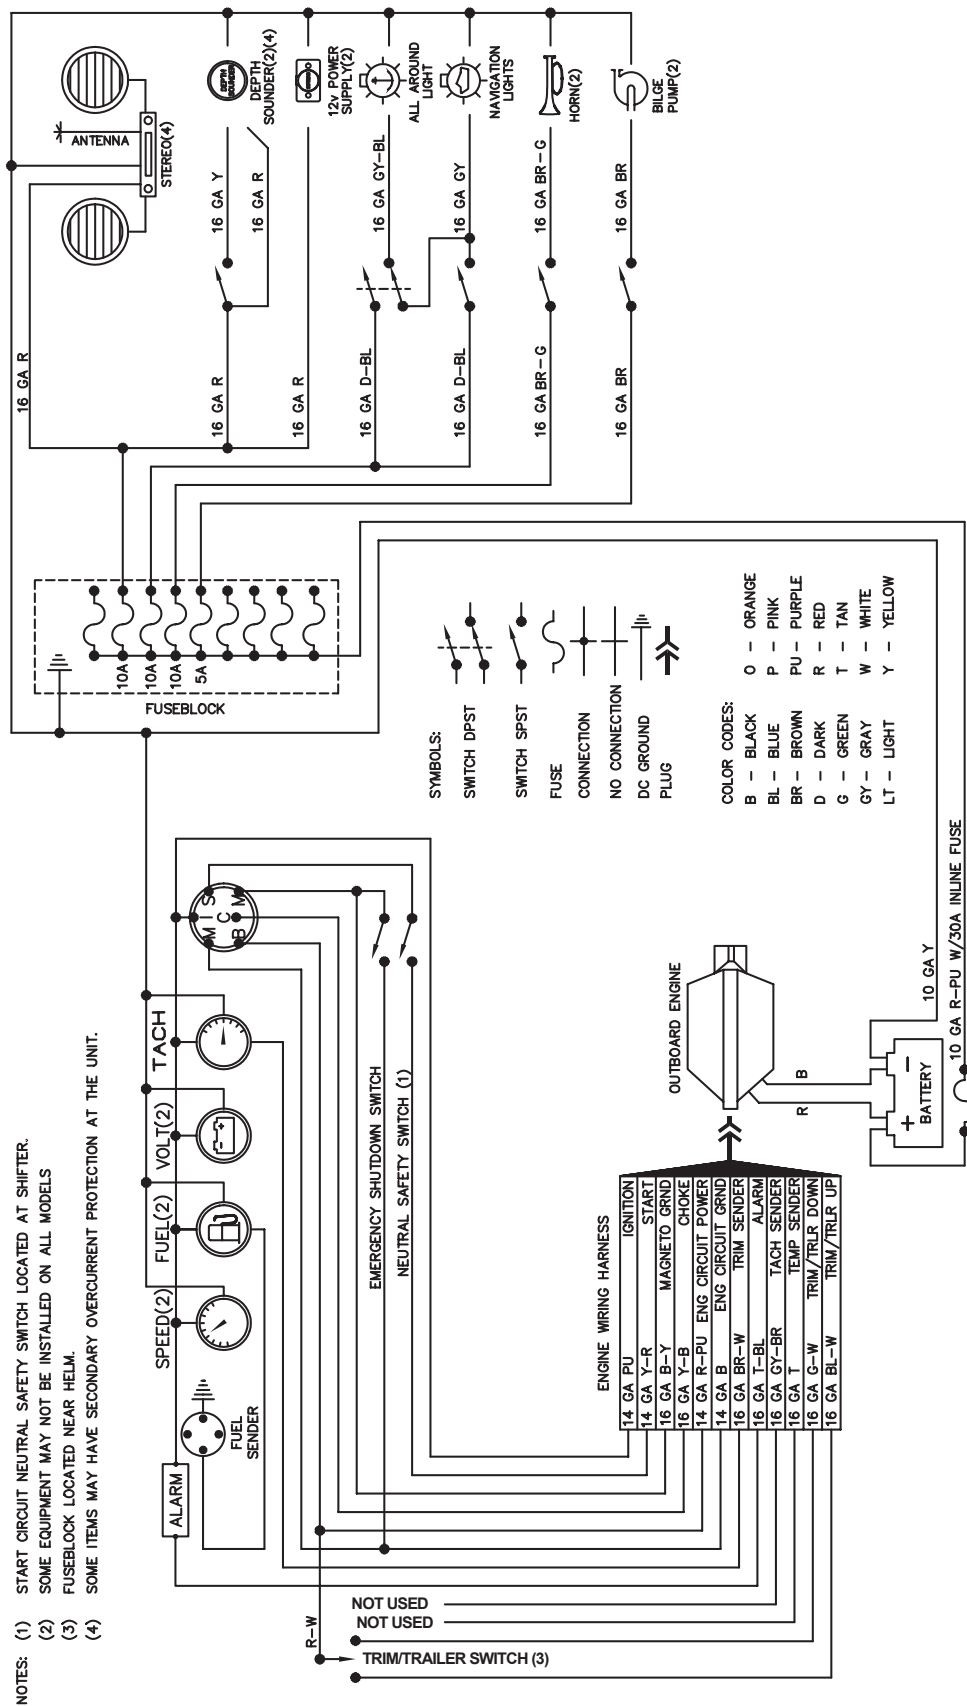 NOTES: (1) START CIRCUIT NEUTRAL SAFETY SWITCH LOCATED AT SHIFTER.
(2) SOME EQUIPMENT MAY NOT BE INSTALLED ON ALL MODELS
(3) FUSEBLOCK LOCATED NEAR HELM.
(4) SOME ITEMS MAY HAVE SECONDARY OVERCURRENT PROTECTION AT THE UNIT.
ANTENNA
STEREO(4)
16 GA R
DEPTH SOUNDER
DEPTH
SOUNDER(2)(4)
12v POWER
SUPPLY(2)
ALL AROUND
LIGHT
NAVIGATION
LIGHTS
HORN(2)
BILGE
PUMP(2)
16 GA Y
16 GA R
16 GA GY-BL
16 GA GY
16 GA BR-G
16 GA BR
16 GA R
16 GA R
16 GA D-BL
16 GA D-BL
16 GA BR-G
16 GA BR
10A
10A
10A
5A
FUSEBLOCK
SYMBOLS:
SWITCH DPST
SWITCH SPST
FUSE
CONNECTION
NO CONNECTION
DC GROUND
PLUG
COLOR CODES:
B - BLACK O - ORANGE
BL - BLUE P - PINK
BR - BROWN PU - PURPLE
D - DARK R - RED
G - GREEN T - TAN
GY - GRAY W - WHITE
LT - LIGHT Y - YELLOW
ALARM
FUEL
SENDER
SPEED(2)
FUEL(2)
VOLT(2)
- +
TACH
M I S
C
B M
EMERGENCY SHUTDOWN SWITCH
NEUTRAL SAFETY SWITCH (1)
OUTBOARD ENGINE
R
B
+ -
BATTERY
10 GA Y
10 GA R-PU W/30A INLINE FUSE
ENGINE WIRING HARNESS
14 GA PU IGNITION
14 GA Y-R START
16 GA B-Y MAGNETO GRND
16 GA Y-B CHOKE
14 GA R-PU ENG CIRCUIT POWER
14 GA B ENG CIRCUIT GRND
16 GA BR-W TRIM SENDER
16 GA T-BL ALARM
16 GA GY-BR TACH SENDER
16 GA T TEMP SENDER
16 GA G-W TRIM/TRLR DOWN
16 GA BL-W TRIM/TRLR UP
R-W
NOT USED
NOT USED
TRIM/TRAILER SWITCH (3)